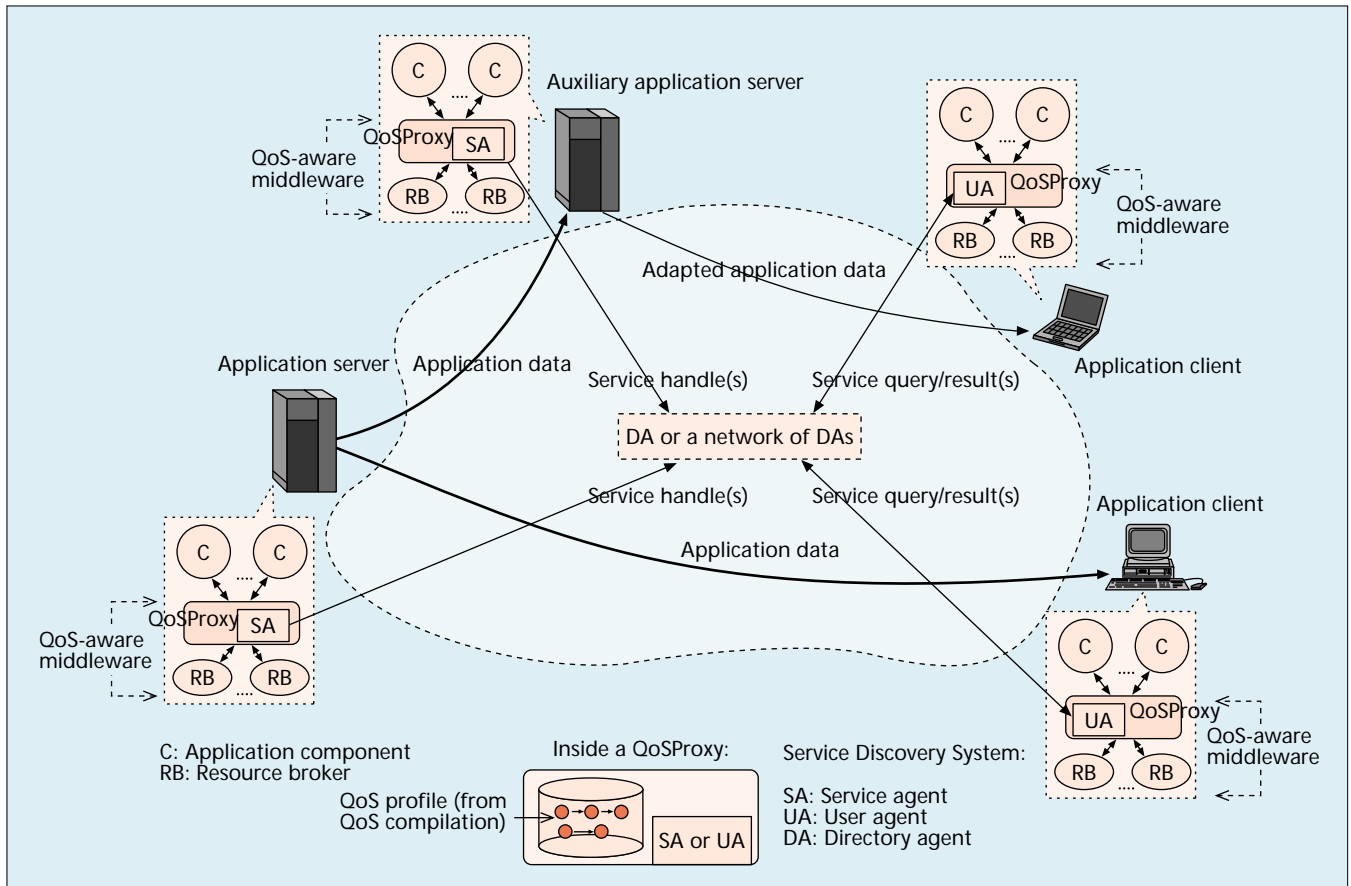 C
C
....
Auxiliary application server
QoSProxy
SA
QoS-aware
middleware
RB
RB
....
C
C
....
UA
QoSProxy
QoS-aware
middleware
RB
RB
....
Adapted application data
Application server
Application data
Application client
Service handle(s)
Service query/result(s)
DA or a network of DAs
Service handle(s)
Service query/result(s)
Application client
Application data
C
C
....
QoSProxy
SA
QoS-aware
middleware
RB
RB
....
C
C
....
UA
QoSProxy
QoS-aware
middleware
RB
RB
....
C: Application component
RB: Resource broker
Inside a QoSProxy:
QoS profile (from
QoS compilation)
SA or UA
Service Discovery System:
SA: Service agent
UA: User agent
DA: Directory agent